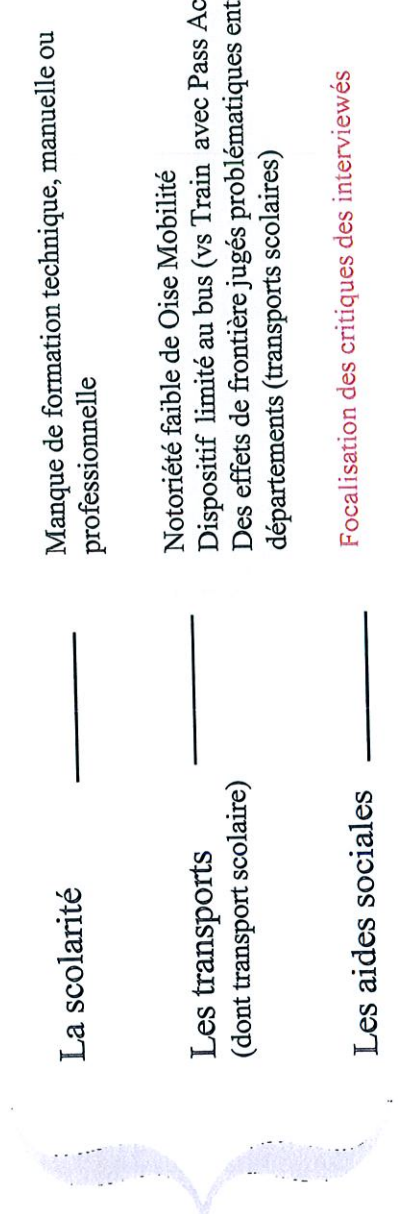 La scolarité
Manque de formation technique, manuelle ou
professionnelle
Les transports
(dont transport scolaire)
Notoriété faible de Oise Mobilité
Dispositif limité au bus (vs Train avec Pass Ac
Des effets de frontière jugés problématiques ent
départements (transports scolaires)
Les aides sociales
Focalisation des critiques des interviewés